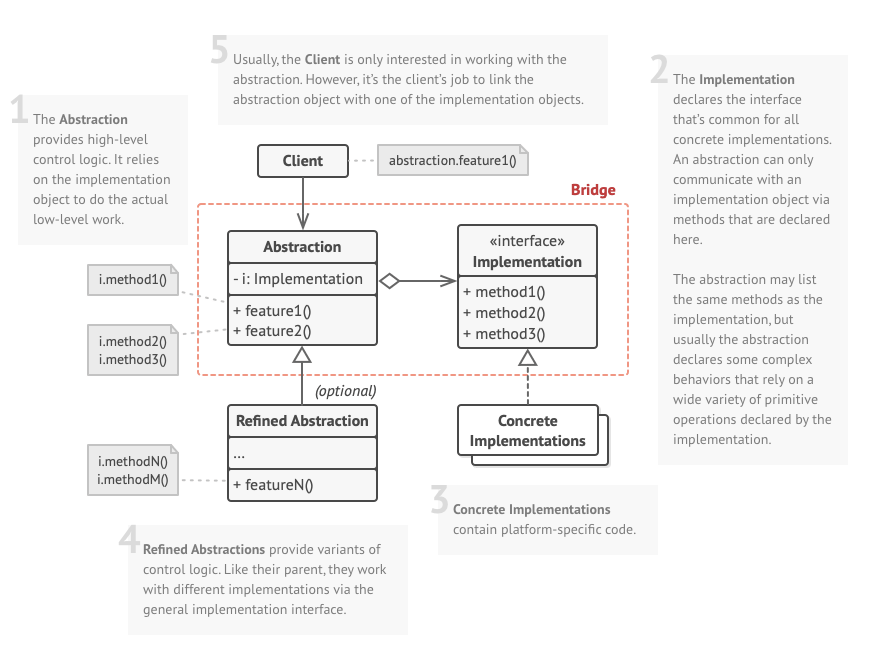 5
Usually, the Client is only interested in working with the
abstraction. However, it's the client's job to link the
abstraction object with one of the implementation objects.
1
The Abstraction
provides high-level
control logic. It relies
on the implementation
object to do the actual
low-level work.
2
The Implementation
declares the interface
that's common for all
concrete implementations.
An abstraction can only
communicate with an
implementation object via
methods that are declared
here.
The abstraction may list
the same methods as the
implementation, but
usually the abstraction
declares some complex
behaviors that rely on a
wide variety of primitive
operations declared by the
implementation.
Client
abstraction.feature1()
Bridge
Abstraction
- i: Implementation
+ feature1()
+ feature2()
«interface»
Implementation
+ method1()
+ method2()
+ method3()
i.method1()
i.method2()
i.method3()
(optional)
Refined Abstraction
...
+ featureN()
Concrete
Implementations
i.methodN()
i.methodM()
3
Concrete Implementations
contain platform-specific code.
4
Refined Abstractions provide variants of
control logic. Like their parent, they work
with different implementations via the
general implementation interface.